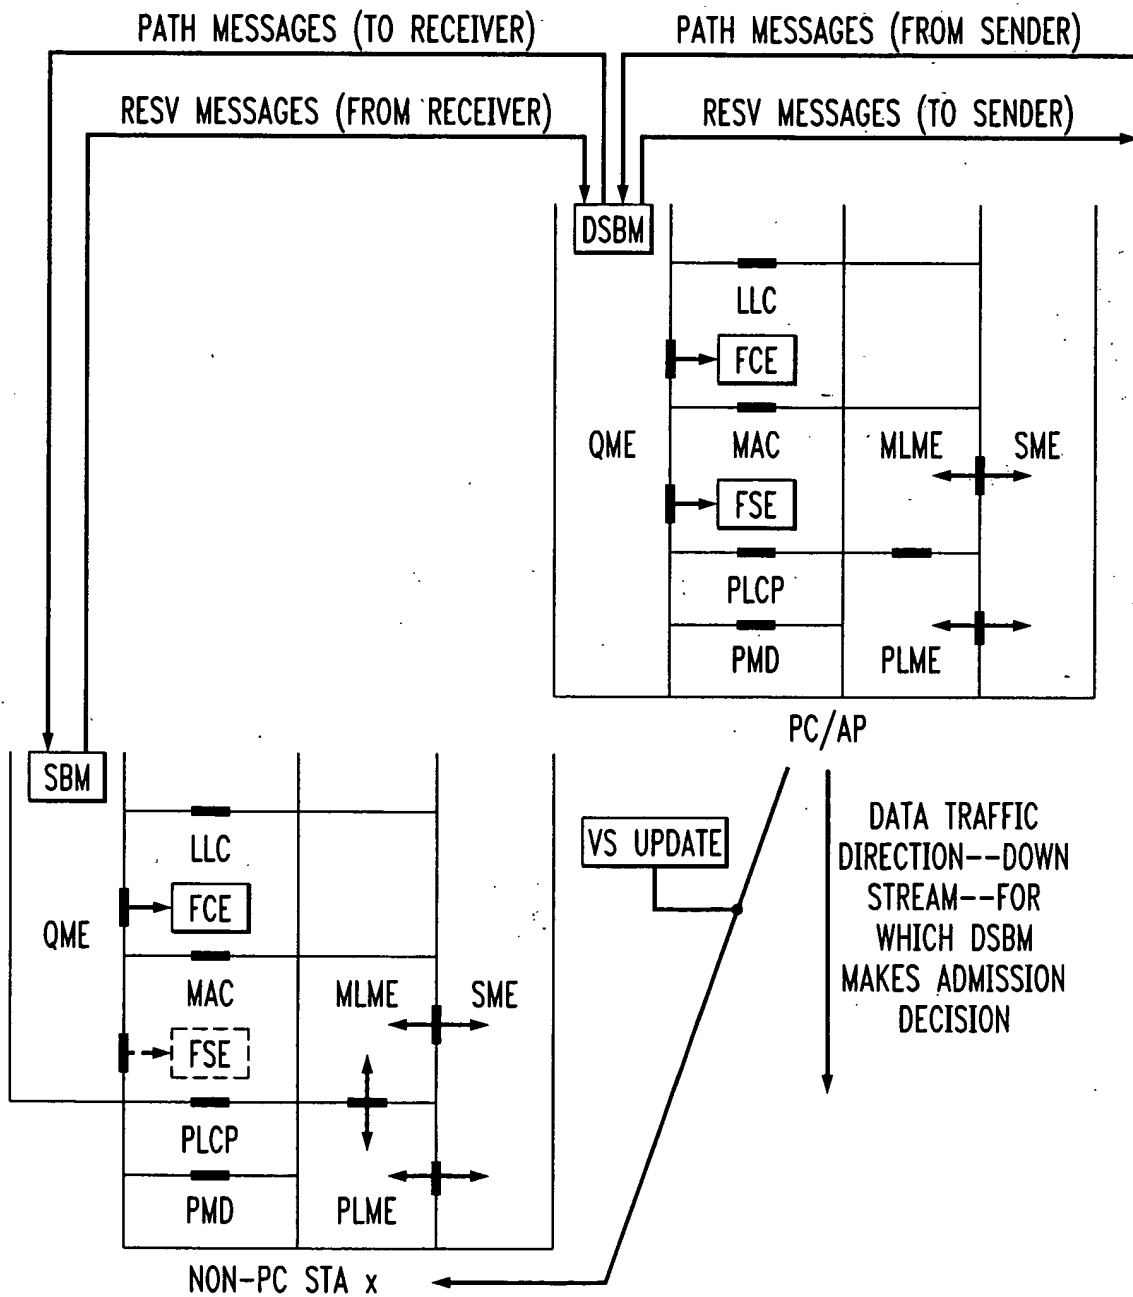 PATH MESSAGES (TO RECEIVER)
PATH MESSAGES (FROM SENDER)
RESV MESSAGES (FROM RECEIVER)
RESV MESSAGES (TO SENDER)
DSBM
LLC
FCE
QME
MAC
MLME
SME
FSE
PLCP
PMD
PLME
PC/AP
SBM
LLC
FCE
QME
MAC
MLME
SME
FSE
PLCP
PMD
PLME
NON-PC STA x
VS UPDATE
DATA TRAFFIC
DIRECTION--DOWN
STREAM--FOR
WHICH DSBM
MAKES ADMISSION
DECISION